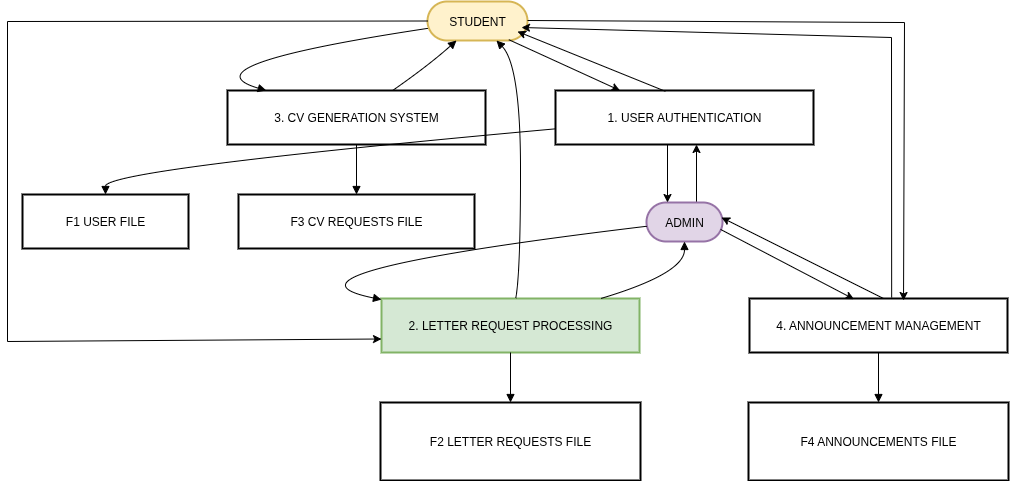 STUDENT
3. CV GENERATION SYSTEM
1. USER AUTHENTICATION
F1 USER FILE
F3 CV REQUESTS FILE
ADMIN
2. LETTER REQUEST PROCESSING
4. ANNOUNCEMENT MANAGEMENT
F2 LETTER REQUESTS FILE
F4 ANNOUNCEMENTS FILE